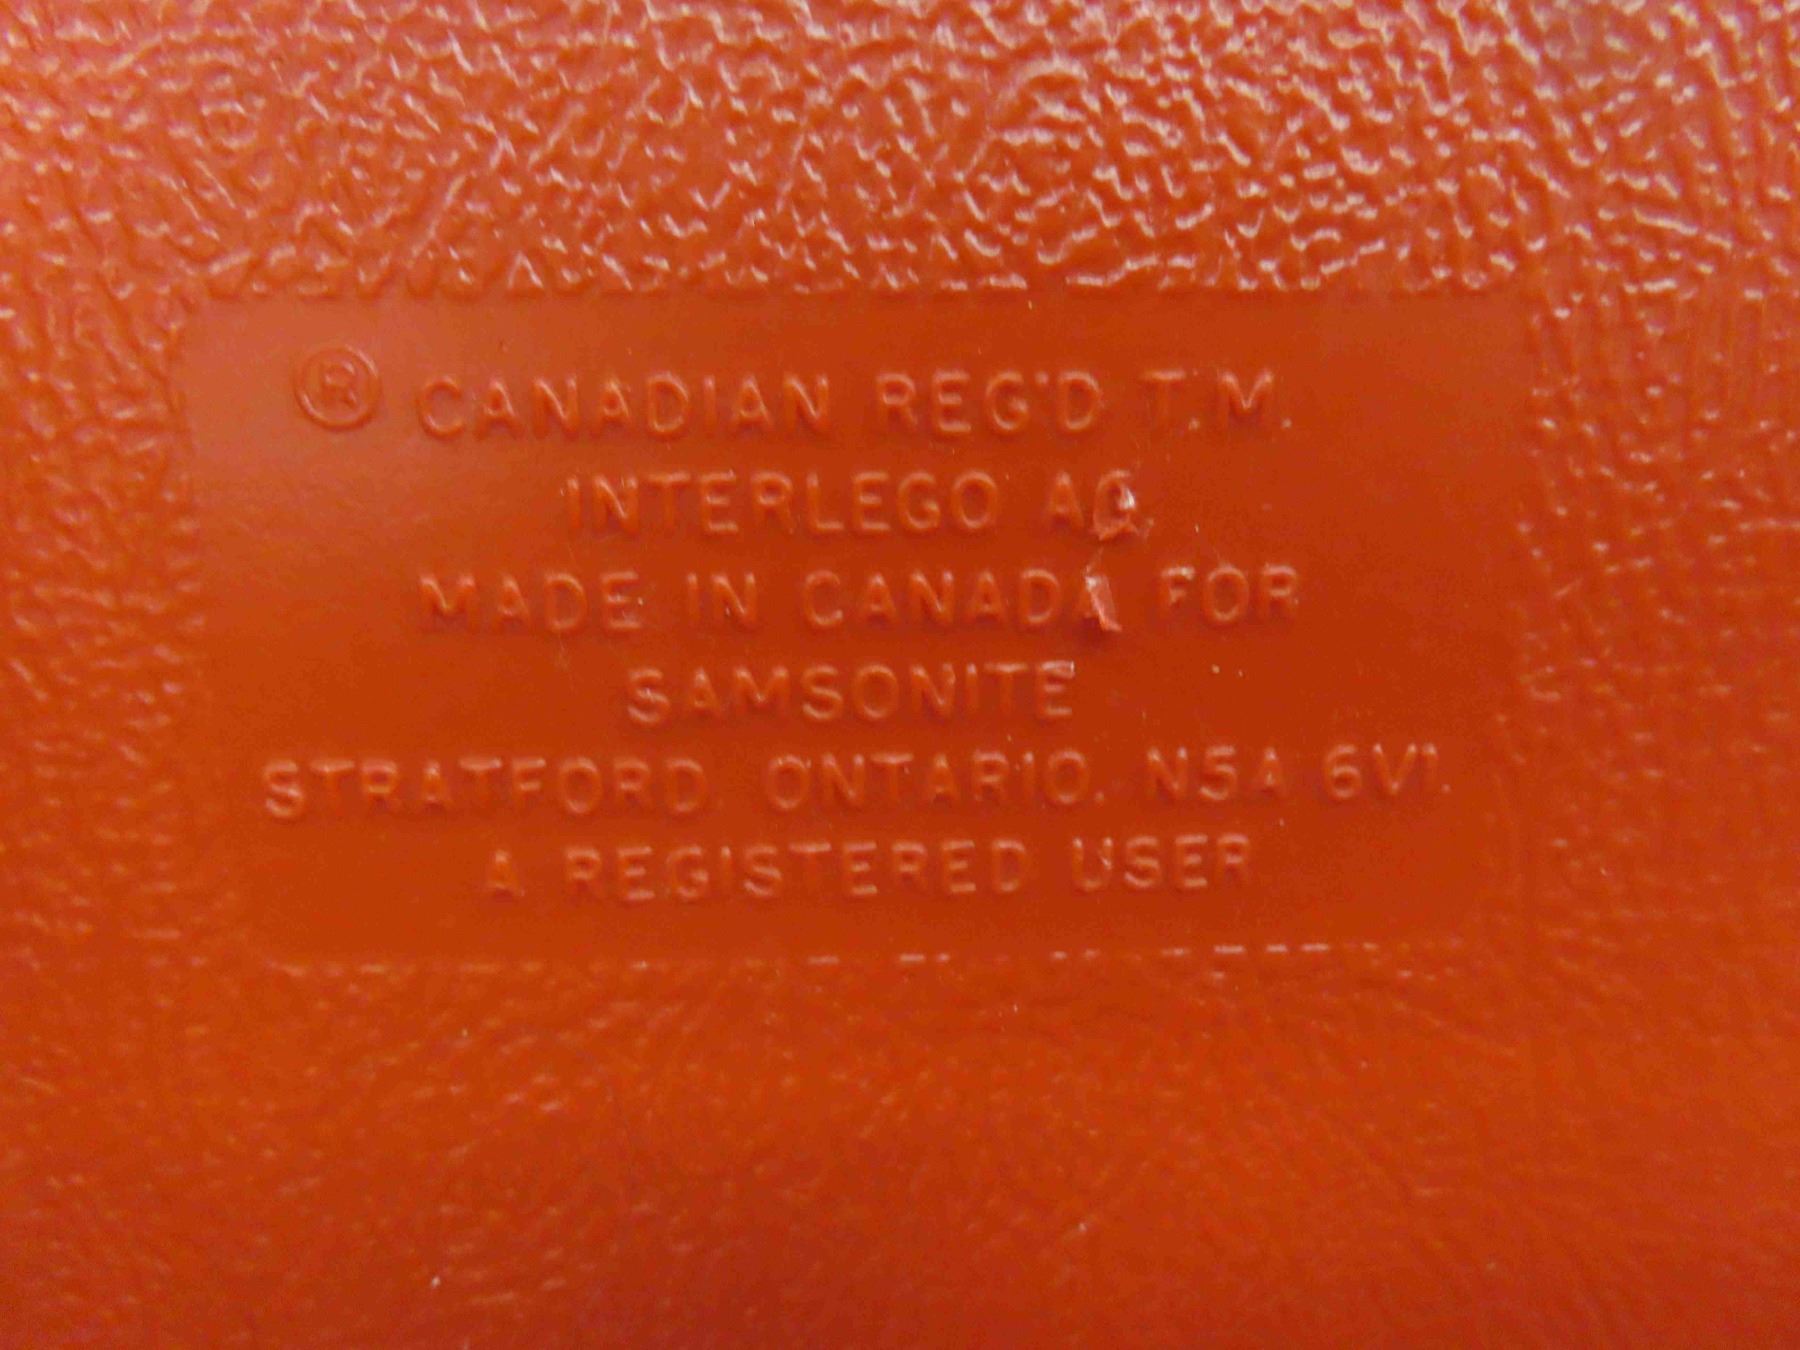 ® CANADIAN REG'D T.M.
INTERLEGO AG
MADE IN CANADA FOR
SAMSONITE
STRATFORD ONTARIO. N5A 6V1.
A REGISTERED USER